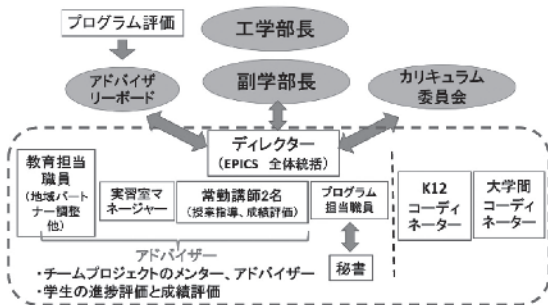 プログラム評価
工学部長
アドバイザ
リーボード
副学部長
カリキュラム
委員会
ディレクター
(EPICS 全体統括)
教育担当
職員
(地域パート
ナー調整
他)
実習室マ
ネージャー
常勤講師2名
(授業指導、成績評価)
プログラム
担当職員
K12
コーディ
ネーター
大学間
コーディ
ネーター
アドバイザー
・チームプロジェクトのメンター、アドバイザー
・学生の進捗評価と成績評価
秘書